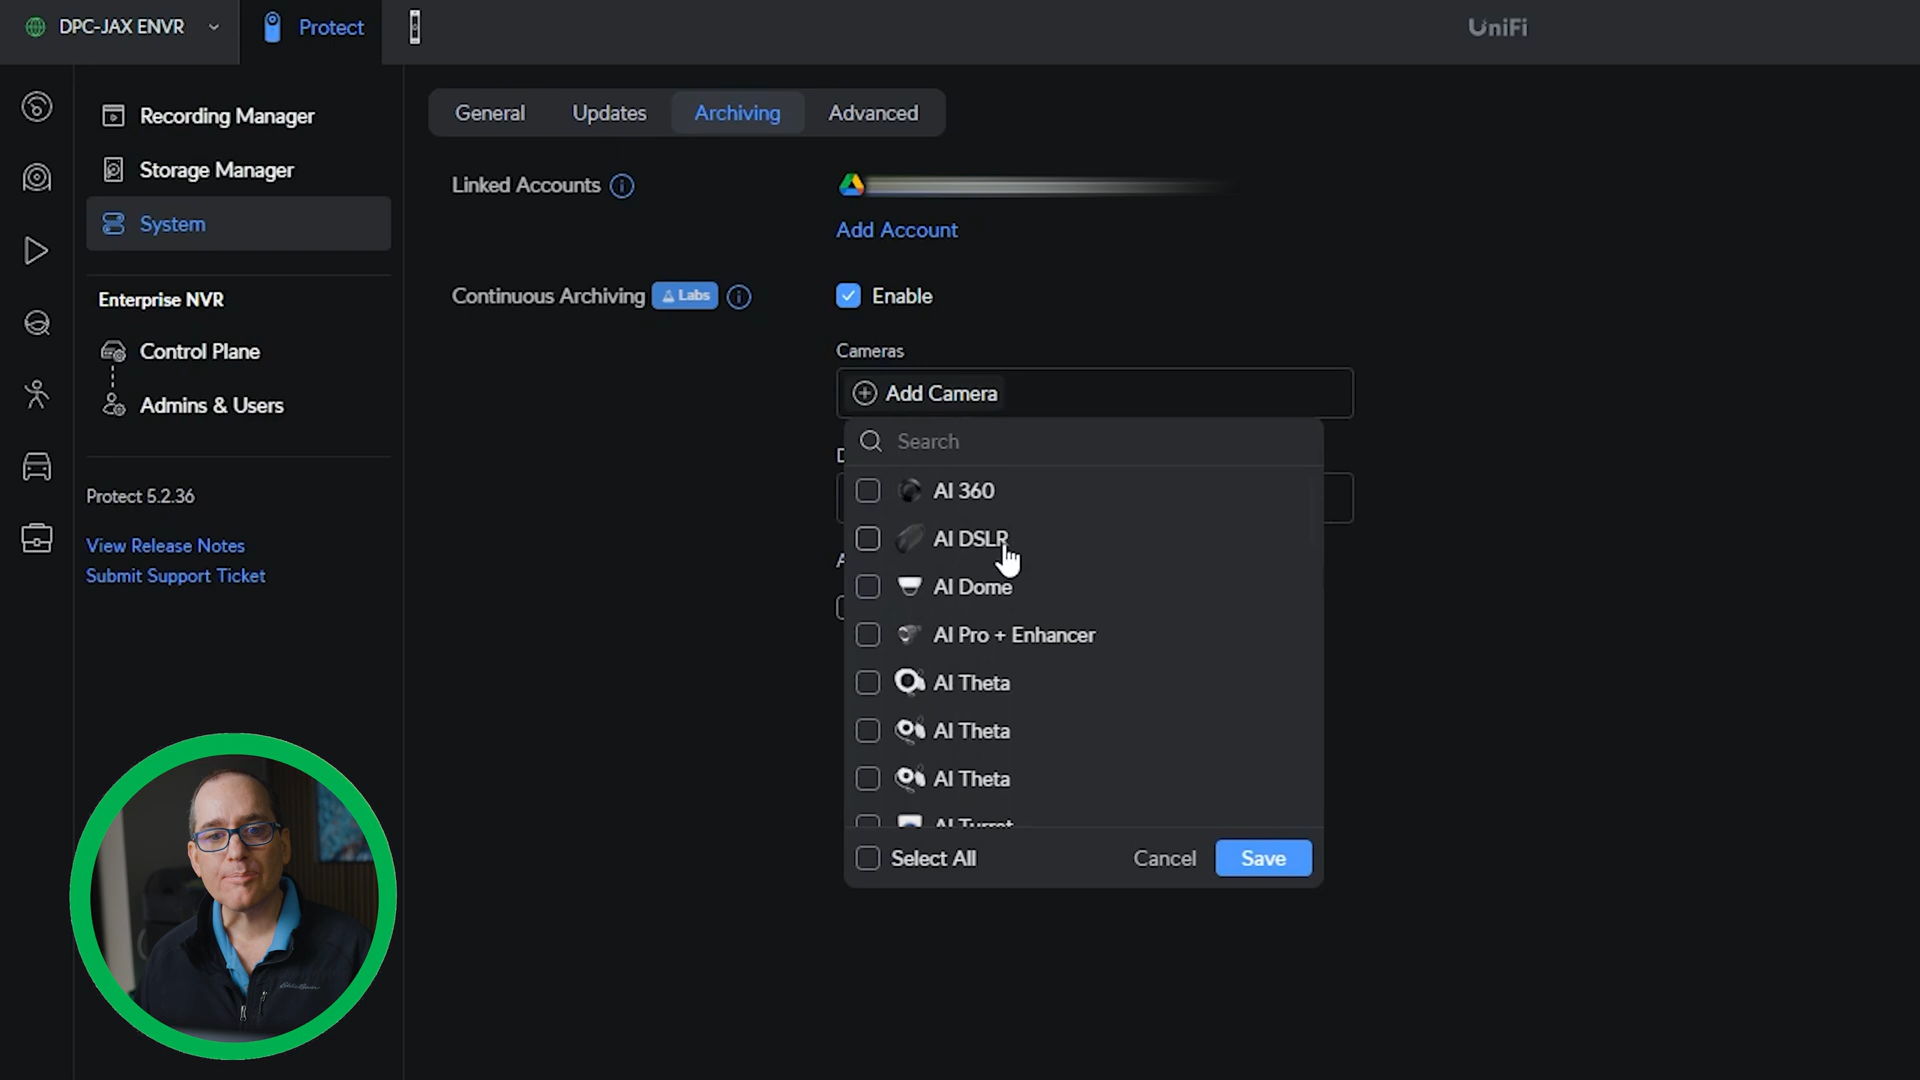 DPC-JAX ENVR
Protect
UniFi
Recording Manager
Storage Manager
System
Enterprise NVR
Control Plane
Admins & Users
Protect 5.2.36
View Release Notes
Submit Support Ticket
General
Updates
Archiving
Advanced
Linked Accounts
Add Account
Continuous Archiving
Labs
Enable
Cameras
Add Camera
Search
AI 360
AI DSLR
AI Dome
AI Pro + Enhancer
AI Theta
AI Theta
AI Theta
AI Turret
Select All
Cancel
Save